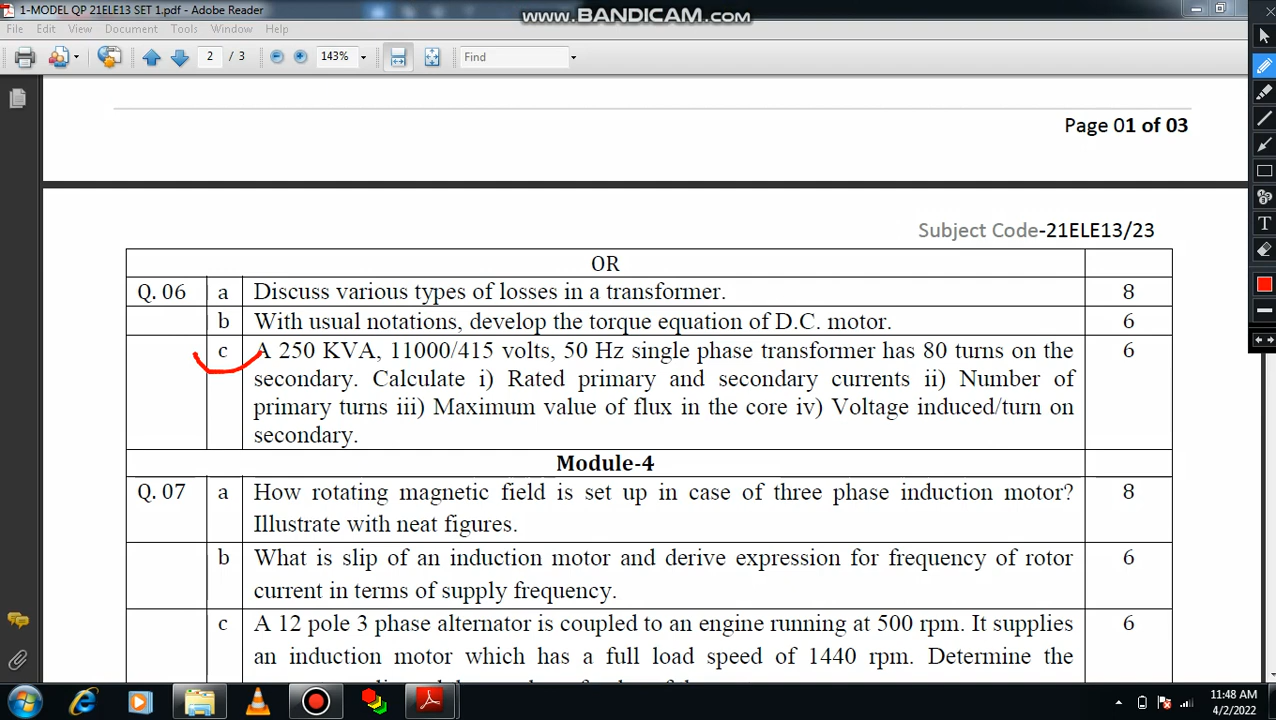 1-MODEL QP 21ELE13 SET 1.pdf - Adobe Reader
www.BANDICAM.com
File Edit View Document Tools Window Help
2 / 3 143% Find
Page 01 of 03
Subject Code-21ELE13/23
OR
Q. 06 a Discuss various types of losses in a transformer. 8
b With usual notations, develop the torque equation of D.C. motor. 6
c A 250 KVA, 11000/415 volts, 50 Hz single phase transformer has 80 turns on the 6
secondary. Calculate i) Rated primary and secondary currents ii) Number of
primary turns iii) Maximum value of flux in the core iv) Voltage induced/turn on
secondary.
Module-4
Q. 07 a How rotating magnetic field is set up in case of three phase induction motor? 8
Illustrate with neat figures.
b What is slip of an induction motor and derive expression for frequency of rotor 6
current in terms of supply frequency.
c A 12 pole 3 phase alternator is coupled to an engine running at 500 rpm. It supplies 6
an induction motor which has a full load speed of 1440 rpm. Determine the
11:48 AM
4/2/2022